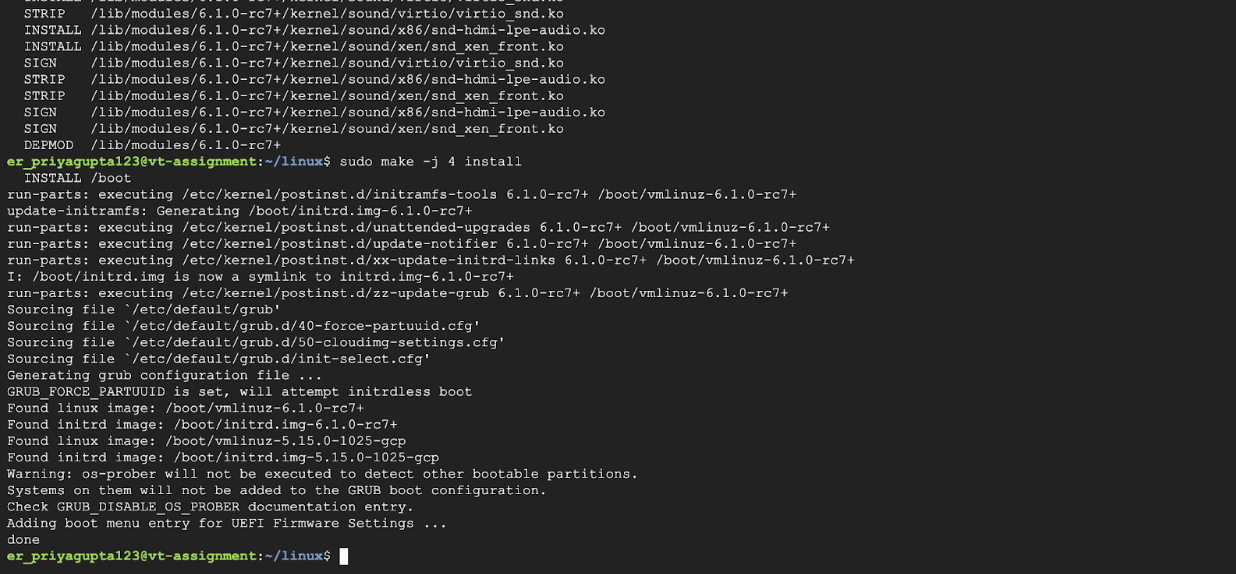 INSTALL /lib/modules/6.1.0-rc7+/kernel/sound/virtio/virtio_snd.ko
STRIP   /lib/modules/6.1.0-rc7+/kernel/sound/virtio/virtio_snd.ko
INSTALL /lib/modules/6.1.0-rc7+/kernel/sound/x86/snd-hdmi-lpe-audio.ko
INSTALL /lib/modules/6.1.0-rc7+/kernel/sound/xen/snd_xen_front.ko
SIGN    /lib/modules/6.1.0-rc7+/kernel/sound/virtio/virtio_snd.ko
STRIP   /lib/modules/6.1.0-rc7+/kernel/sound/x86/snd-hdmi-lpe-audio.ko
STRIP   /lib/modules/6.1.0-rc7+/kernel/sound/xen/snd_xen_front.ko
SIGN    /lib/modules/6.1.0-rc7+/kernel/sound/x86/snd-hdmi-lpe-audio.ko
SIGN    /lib/modules/6.1.0-rc7+/kernel/sound/xen/snd_xen_front.ko
DEPMOD  /lib/modules/6.1.0-rc7+
er_priyagupta123@vt-assignment:~/linux$ sudo make -j 4 install
INSTALL /boot
run-parts: executing /etc/kernel/postinst.d/initramfs-tools 6.1.0-rc7+ /boot/vmlinuz-6.1.0-rc7+
update-initramfs: Generating /boot/initrd.img-6.1.0-rc7+
run-parts: executing /etc/kernel/postinst.d/unattended-upgrades 6.1.0-rc7+ /boot/vmlinuz-6.1.0-rc7+
run-parts: executing /etc/kernel/postinst.d/update-notifier 6.1.0-rc7+ /boot/vmlinuz-6.1.0-rc7+
run-parts: executing /etc/kernel/postinst.d/xx-update-initrd-links 6.1.0-rc7+ /boot/vmlinuz-6.1.0-rc7+
I: /boot/initrd.img is now a symlink to initrd.img-6.1.0-rc7+
run-parts: executing /etc/kernel/postinst.d/zz-update-grub 6.1.0-rc7+ /boot/vmlinuz-6.1.0-rc7+
Sourcing file `/etc/default/grub'
Sourcing file `/etc/default/grub.d/40-force-partuuid.cfg'
Sourcing file `/etc/default/grub.d/50-cloudimg-settings.cfg'
Sourcing file `/etc/default/grub.d/init-select.cfg'
Generating grub configuration file ...
GRUB_FORCE_PARTUUID is set, will attempt initrdless boot
Found linux image: /boot/vmlinuz-6.1.0-rc7+
Found initrd image: /boot/initrd.img-6.1.0-rc7+
Found linux image: /boot/vmlinuz-5.15.0-1025-gcp
Found initrd image: /boot/initrd.img-5.15.0-1025-gcp
Warning: os-prober will not be executed to detect other bootable partitions.
Systems on them will not be added to the GRUB boot configuration.
Check GRUB_DISABLE_OS_PROBER documentation entry.
Adding boot menu entry for UEFI Firmware Settings ...
done
er_priyagupta123@vt-assignment:~/linux$